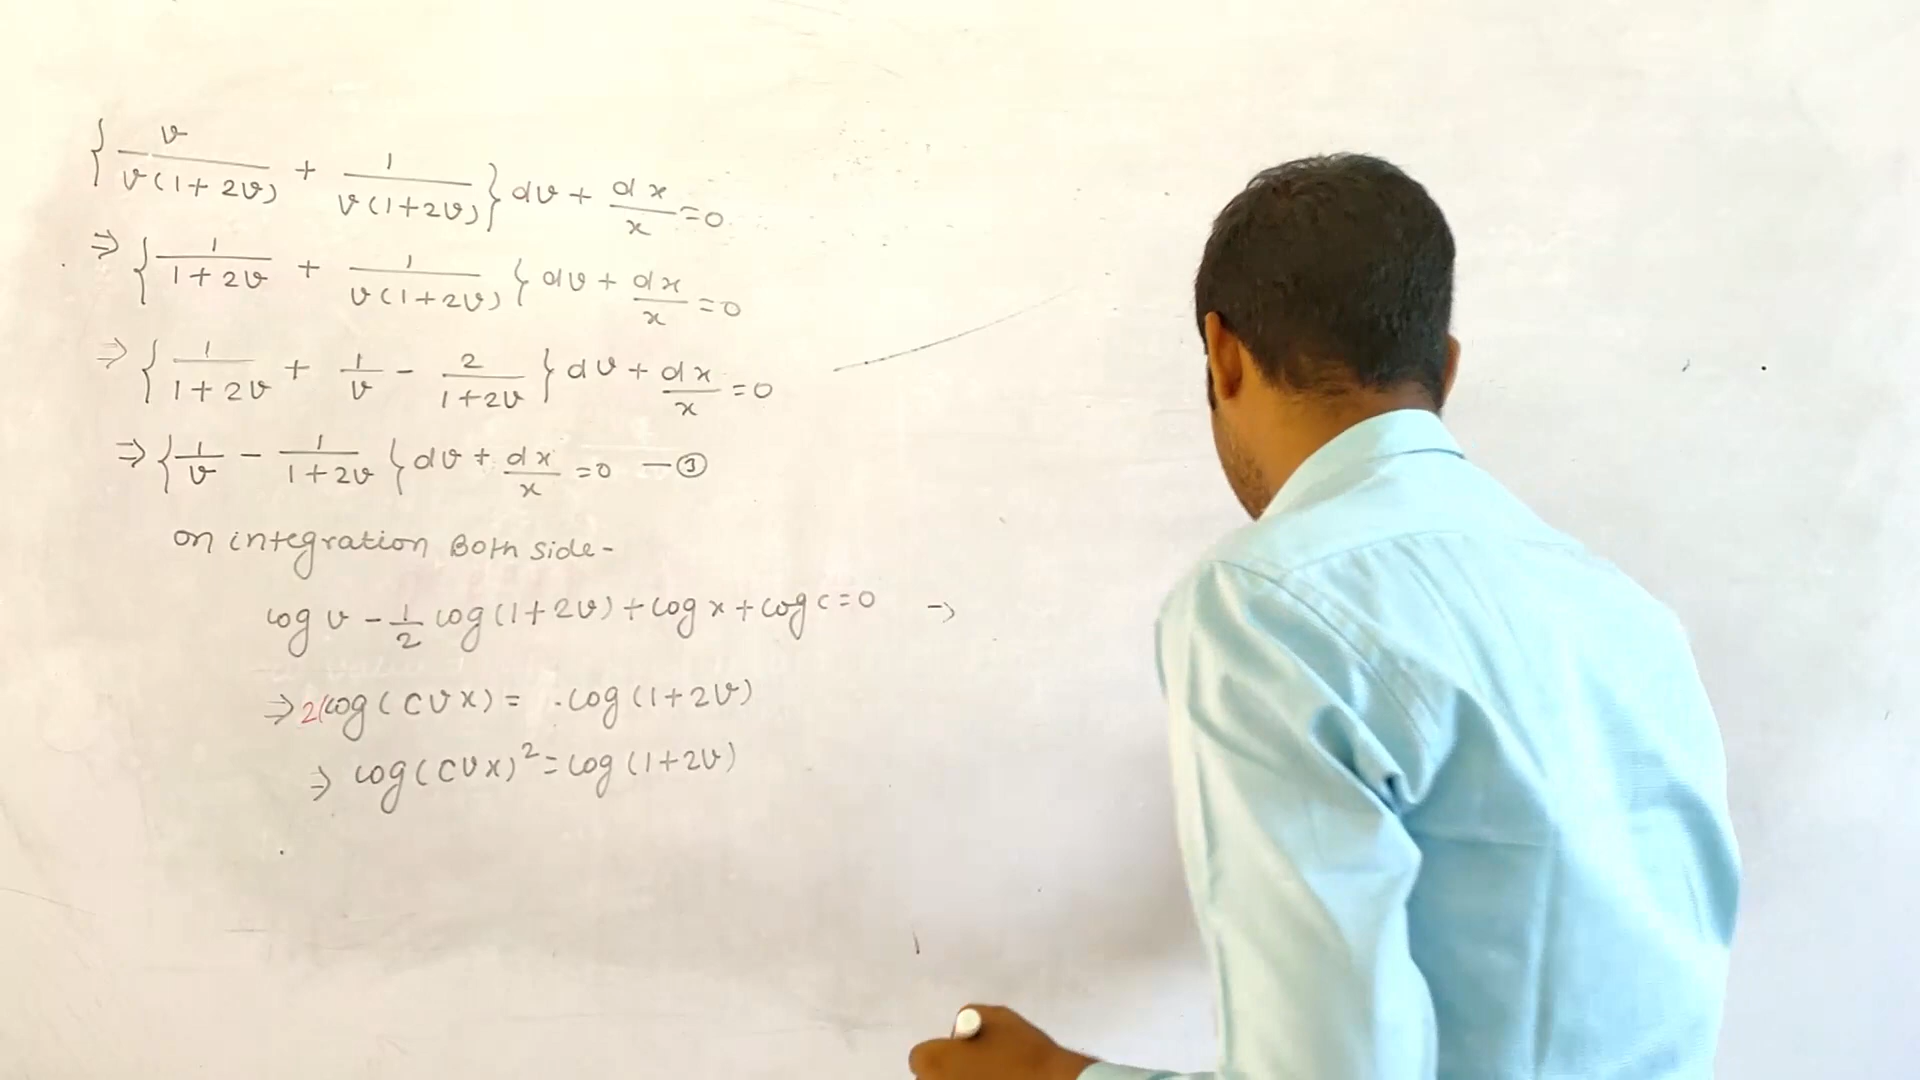 { v/v(1+2v) + 1/v(1+2v) } dv + dx/x = 0
⇒ { 1/1+2v + 1/v(1+2v) } dv + dx/x = 0
⇒ { 1/1+2v + 1/v - 2/1+2v } dv + dx/x = 0
⇒ { 1/v - 1/1+2v } dv + dx/x = 0 — ③
on integration Both side -
log v - 1/2 log (1+2v) + log x + log c = 0 →
⇒ 2 log (cvx) = . log (1+2v)
⇒ log (cvx)² = log (1+2v)